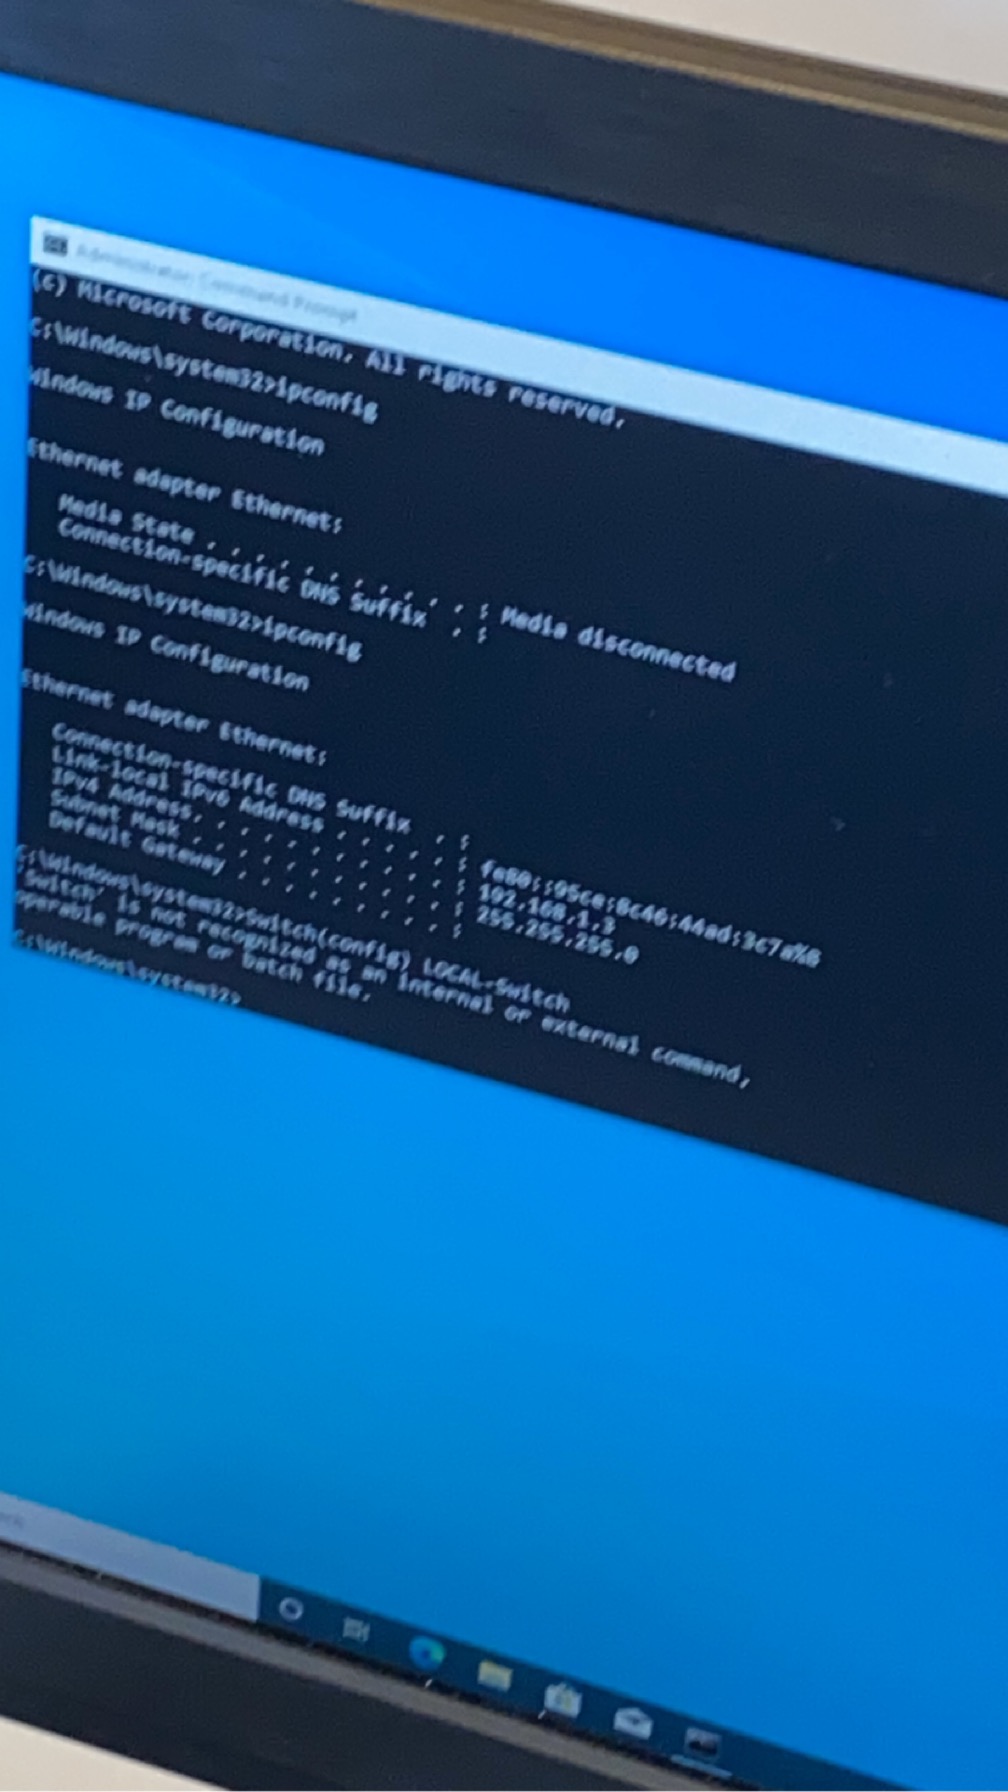 Administrator: Command Prompt
(c) Microsoft Corporation. All rights reserved.
C:\Windows\system32>ipconfig
Windows IP Configuration
Ethernet adapter Ethernet:
Media State . . . . . . . . . . . : Media disconnected
Connection-specific DNS Suffix  . :
C:\Windows\system32>ipconfig
Windows IP Configuration
Ethernet adapter Ethernet:
Connection-specific DNS Suffix  . :
Link-local IPv6 Address . . . . . : fe80::95ce:8c46:44ad:3c7a%6
IPv4 Address. . . . . . . . . . . : 192.168.1.3
Subnet Mask . . . . . . . . . . . : 255.255.255.0
Default Gateway . . . . . . . . . :
C:\Windows\system32>Switch(config) LOCAL-Switch
'Switch' is not recognized as an internal or external command,
operable program or batch file.
C:\Windows\system32>